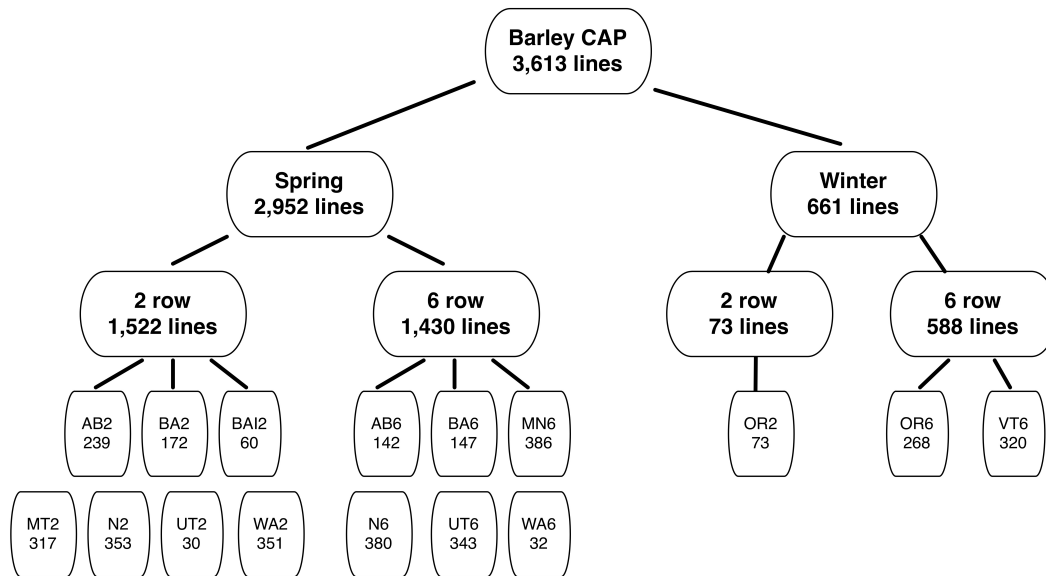 Barley CAP
3,613 lines
Spring
2,952 lines
Winter
661 lines
2 row
1,522 lines
6 row
1,430 lines
2 row
73 lines
6 row
588 lines
AB2
239
BA2
172
BAI2
60
AB6
142
BA6
147
MN6
386
OR2
73
OR6
268
VT6
320
MT2
317
N2
353
UT2
30
WA2
351
N6
380
UT6
343
WA6
32